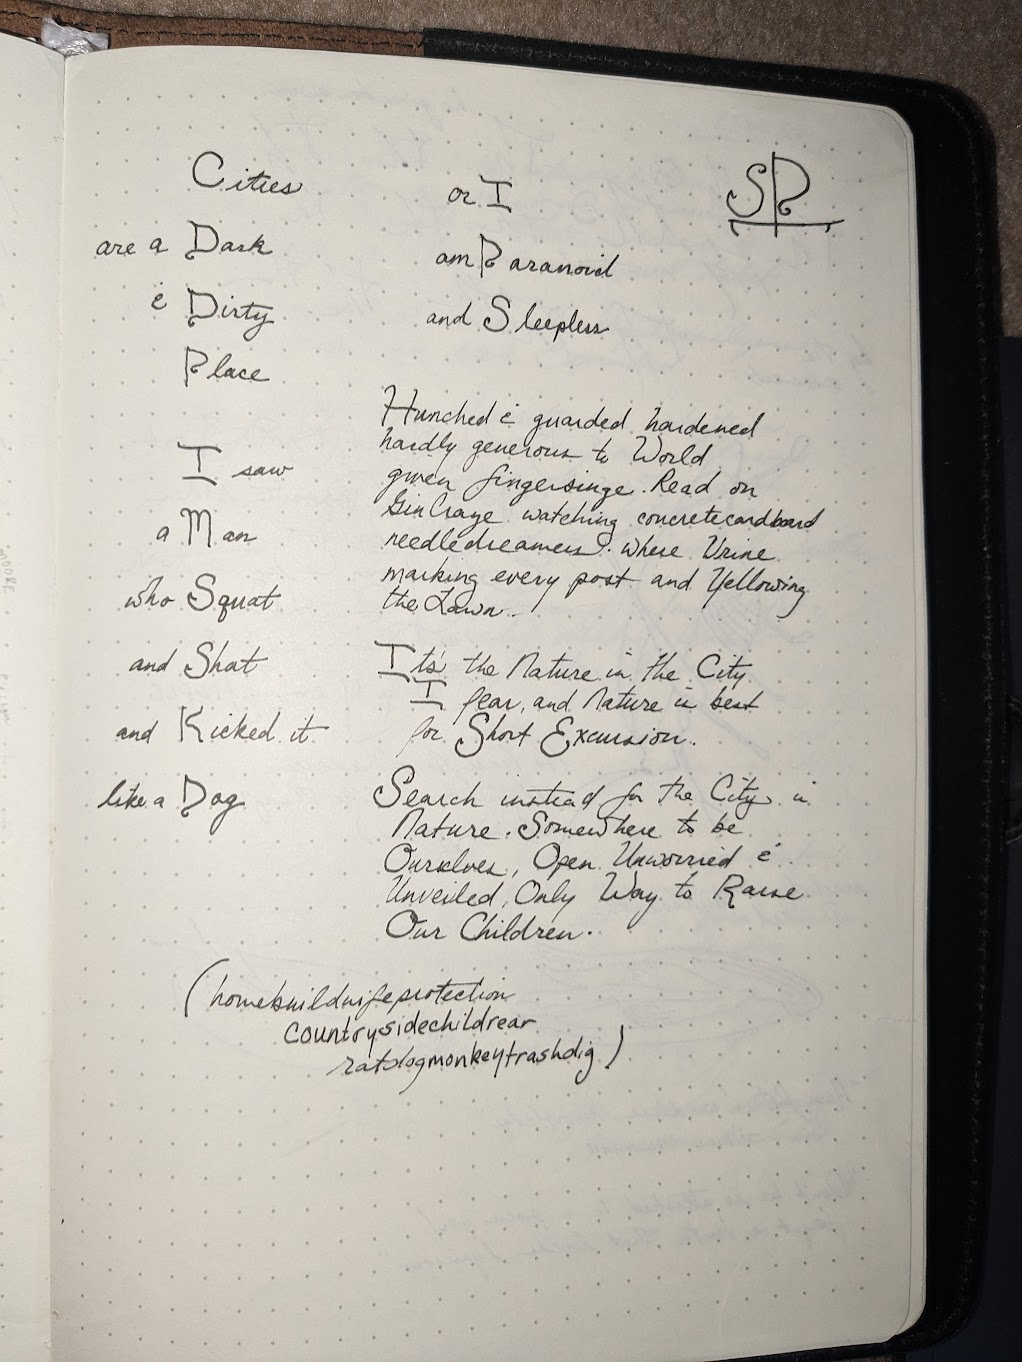 Cities
are a Dark
& Dirty
Place
I saw
a Man
who Squat
and Shat
and Kicked it
like a Dog
or I
am Paranoid
and Sleepless
SP
Hunched & guarded hardened
hardly generous to World
given fingersinge. Read on
Gin Craze watching concretecardboard
needledreamers. where Urine
marking every post and Yellowing
the Lawn..
Its' the Nature in the City
I fear, and Nature is best
for Short Excursion..
Search instead for the City in
Nature. Somewhere to be
Ourselves, Open Unworried &
Unveiled, Only Way to Raise
Our Children.
(homebuildwifeprotection
countrysidechildrear
ratdogmonkeytrashdig)